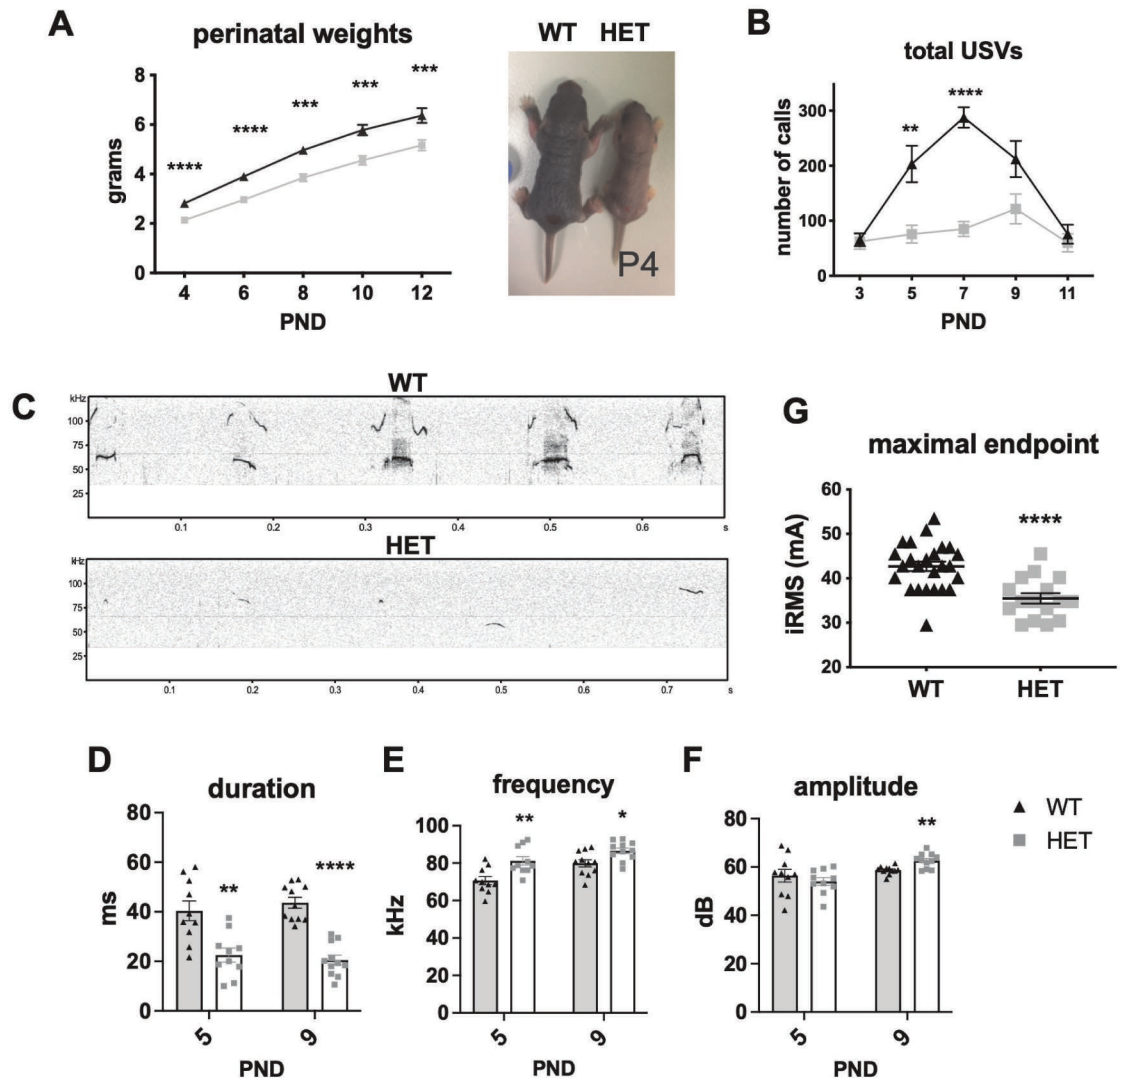 A
perinatal weights
WT HET
8
6
4
2
0
grams
****
****
***
***
***
4 6 8 10 12
PND
P4
B
total USVs
300
200
100
0
number of calls
**
****
3 5 7 9 11
PND
C
WT
kHz
100
75
50
25
0.1 0.2 0.3 0.4 0.5 0.6 s
HET
kHz
100
75
50
25
0.1 0.2 0.3 0.4 0.5 0.6 0.7 s
G
maximal endpoint
60
50
40
30
20
iRMS (mA)
****
WT HET
D
duration
80
60
40
20
0
ms
**
****
5 9
PND
E
frequency
100
80
60
40
20
0
kHz
**
*
5 9
PND
F
amplitude
80
60
40
20
0
dB
**
5 9
PND
WT
HET